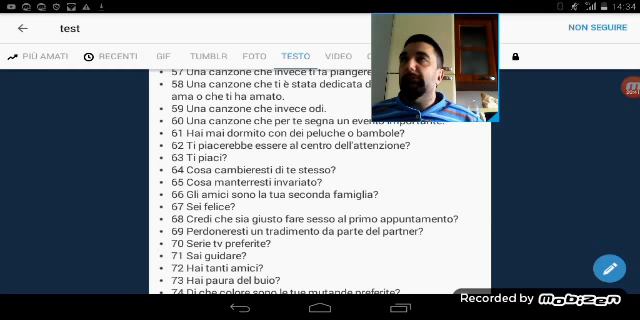 14:34
test
NON SEGUIRE
PIÙ AMATI RECENTI GIF TUMBLR FOTO TESTO VIDEO
57 Una canzone che invece ti fa piangere
58 Una canzone che ti è stata dedicata d
ama o che ti ha amato.
59 Una canzone che invece odi.
60 Una canzone che per te segna un evento importante.
61 Hai mai dormito con dei peluche o bambole?
62 Ti piacerebbe essere al centro dell'attenzione?
63 Ti piaci?
64 Cosa cambieresti di te stesso?
65 Cosa manterresti invariato?
66 Gli amici sono la tua seconda famiglia?
67 Sei felice?
68 Credi che sia giusto fare sesso al primo appuntamento?
69 Perdoneresti un tradimento da parte del partner?
70 Serie tv preferite?
71 Sai guidare?
72 Hai tanti amici?
73 Hai paura del buio?
74 Di che colore sono le tue mutande preferite?
Recorded by Mobizen